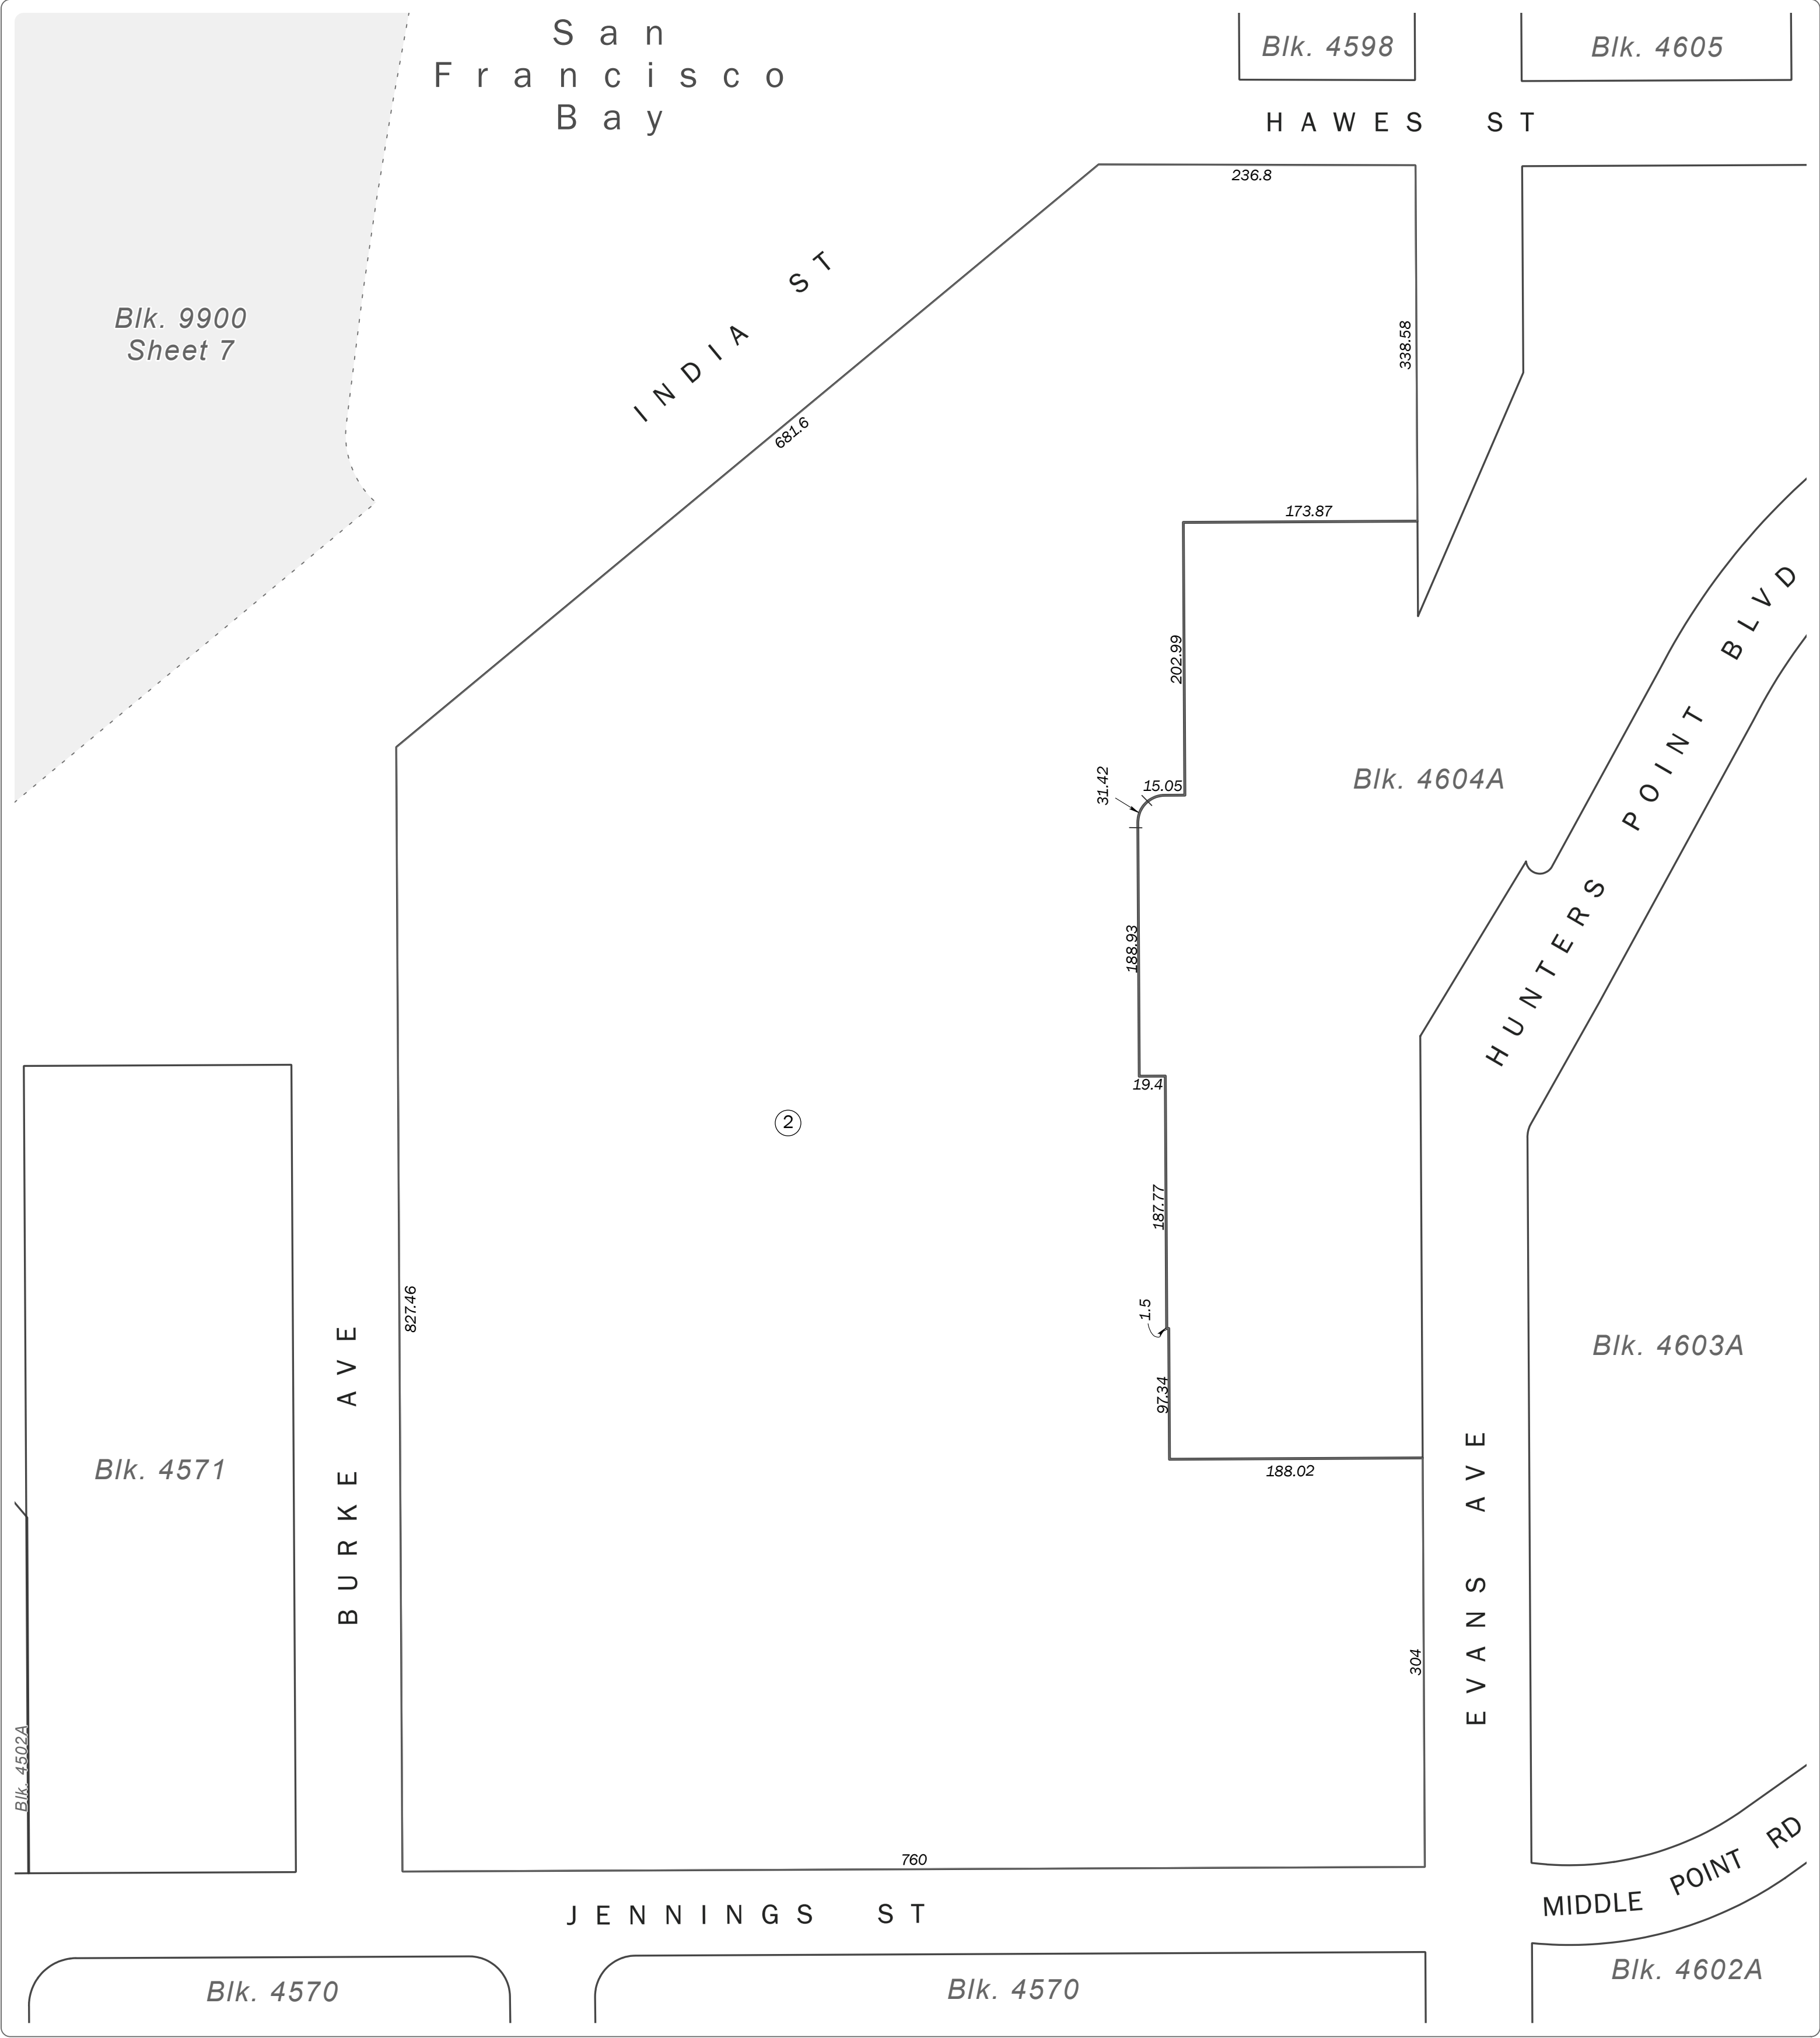 San
Francisco
Bay
Blk. 4598
Blk. 4605
HAWES ST
236.8
INDIA ST
Blk. 9900
Sheet 7
338.58
681.6
173.87
HUNTERS POINT BLVD
202.99
31.42
15.05
Blk. 4604A
188.93
19.4
2
187.77
827.46
1.5
Blk. 4603A
97.34
BURKE AVE
Blk. 4571
188.02
EVANS AVE
304
Blk. 4502A
760
MIDDLE POINT RD
JENNINGS ST
Blk. 4570
Blk. 4570
Blk. 4602A